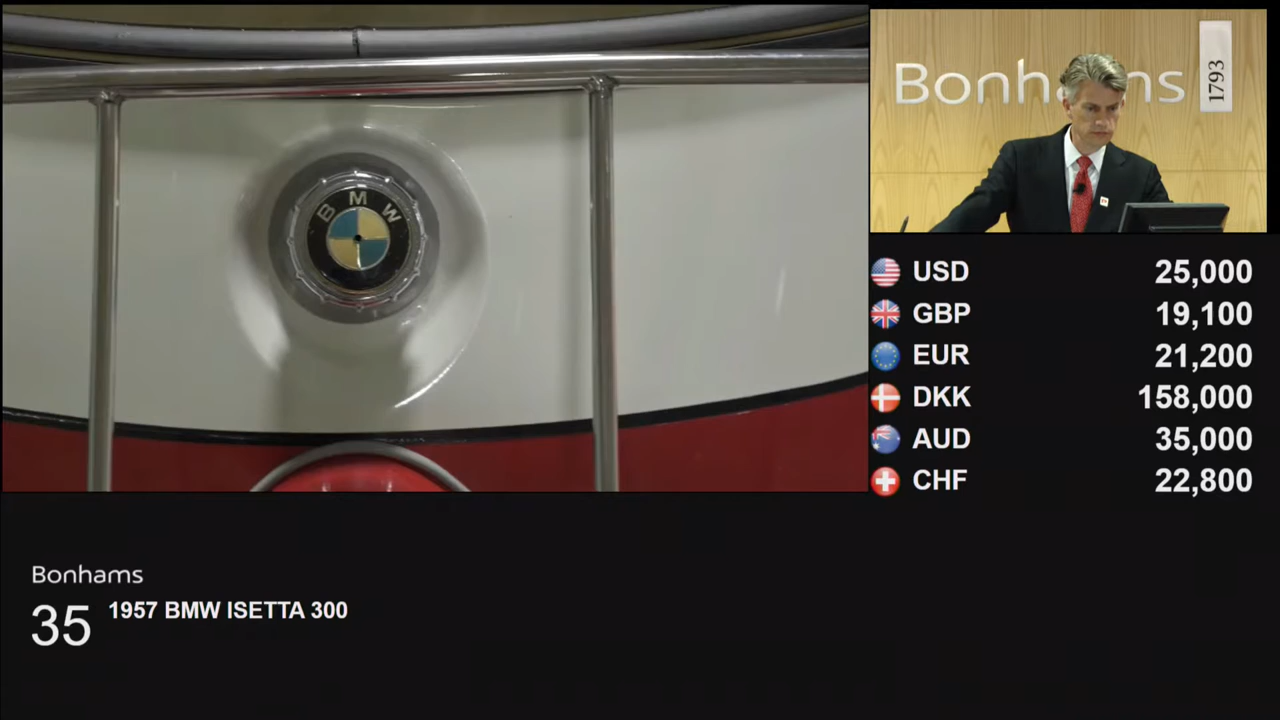 BMW
Bonhams
1793
USD 25,000
GBP 19,100
EUR 21,200
DKK 158,000
AUD 35,000
CHF 22,800
Bonhams
35 1957 BMW ISETTA 300